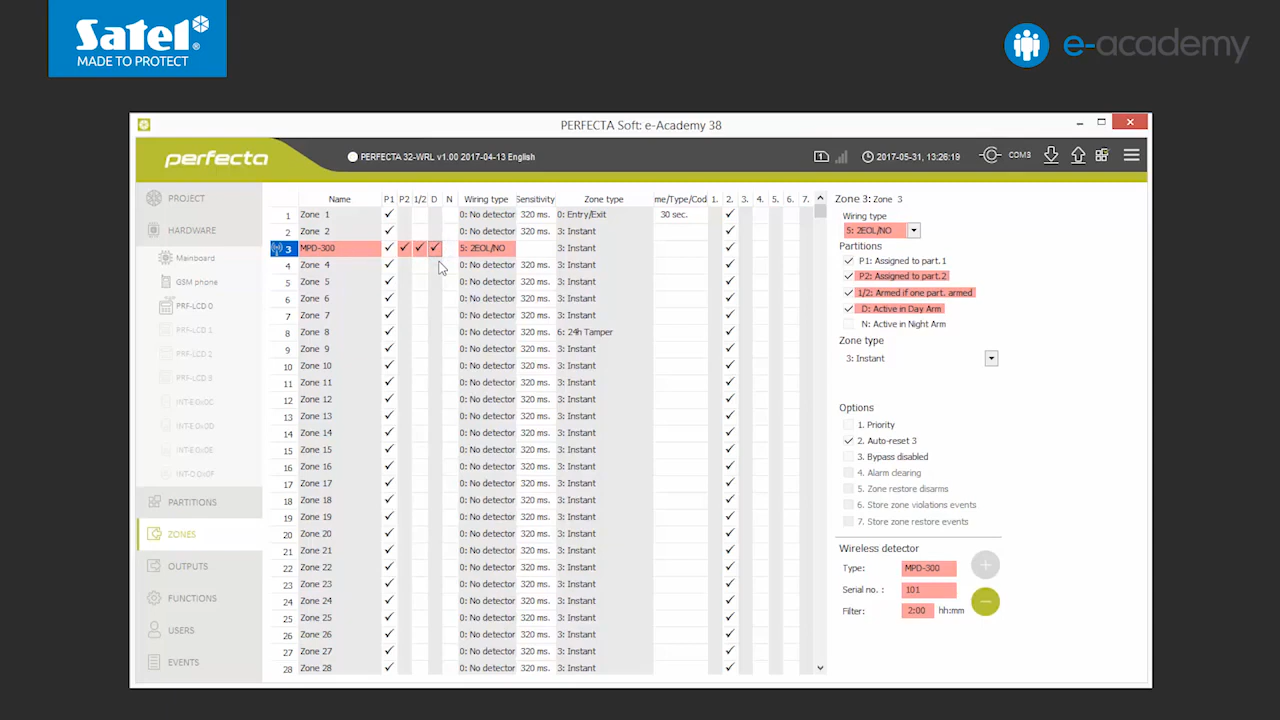 Satel®
MADE TO PROTECT
e-academy
PERFECTA Soft: e-Academy 38
perfecta
PERFECTA 32-WRL v1.00 2017-04-13 English
1
2017-05-31, 13:26:19
COM3
PROJECT
HARDWARE
Mainboard
GSM phone
PRF-LCD 0
PRF-LCD 1
PRF-LCD 2
PRF-LCD 3
INT-E 0x0C
INT-E 0x0D
INT-E 0x0E
INT-O 0x0F
PARTITIONS
ZONES
OUTPUTS
FUNCTIONS
USERS
EVENTS
Name P1 P2 1/2 D N Wiring type Sensitivity Zone type me/Type/Cod 1. 2. 3. 4. 5. 6. 7.
1 Zone 1 0: No detector 320 ms. 0: Entry/Exit 30 sec.
2 Zone 2 0: No detector 320 ms. 3: Instant
3 MPD-300 5: 2EOL/NO 3: Instant
4 Zone 4 0: No detector 320 ms. 3: Instant
5 Zone 5 0: No detector 320 ms. 3: Instant
6 Zone 6 0: No detector 320 ms. 3: Instant
7 Zone 7 0: No detector 320 ms. 3: Instant
8 Zone 8 0: No detector 320 ms. 6: 24h Tamper
9 Zone 9 0: No detector 320 ms. 3: Instant
10 Zone 10 0: No detector 320 ms. 3: Instant
11 Zone 11 0: No detector 320 ms. 3: Instant
12 Zone 12 0: No detector 320 ms. 3: Instant
13 Zone 13 0: No detector 320 ms. 3: Instant
14 Zone 14 0: No detector 320 ms. 3: Instant
15 Zone 15 0: No detector 320 ms. 3: Instant
16 Zone 16 0: No detector 320 ms. 3: Instant
17 Zone 17 0: No detector 320 ms. 3: Instant
18 Zone 18 0: No detector 320 ms. 3: Instant
19 Zone 19 0: No detector 320 ms. 3: Instant
20 Zone 20 0: No detector 320 ms. 3: Instant
21 Zone 21 0: No detector 320 ms. 3: Instant
22 Zone 22 0: No detector 320 ms. 3: Instant
23 Zone 23 0: No detector 320 ms. 3: Instant
24 Zone 24 0: No detector 320 ms. 3: Instant
25 Zone 25 0: No detector 320 ms. 3: Instant
26 Zone 26 0: No detector 320 ms. 3: Instant
27 Zone 27 0: No detector 320 ms. 3: Instant
28 Zone 28 0: No detector 320 ms. 3: Instant
Zone 3: Zone 3
Wiring type
5: 2EOL/NO
Partitions
P1: Assigned to part.1
P2: Assigned to part.2
1/2: Armed if one part. armed
D: Active in Day Arm
N: Active in Night Arm
Zone type
3: Instant
Options
1. Priority
2. Auto-reset 3
3. Bypass disabled
4. Alarm clearing
5. Zone restore disarms
6. Store zone violations events
7. Store zone restore events
Wireless detector
Type: MPD-300
Serial no. : 101
Filter: 2:00 hh:mm